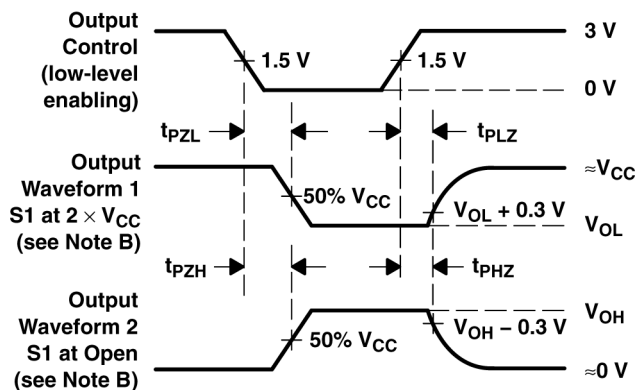 Output
Control
(low-level
enabling)
1.5 V
1.5 V
3 V
0 V
tPZL
tPLZ
Output
Waveform 1
S1 at 2 × VCC
(see Note B)
50% VCC
≈VCC
VOL + 0.3 V
VOL
tPZH
tPHZ
Output
Waveform 2
S1 at Open
(see Note B)
50% VCC
VOH
VOH − 0.3 V
≈0 V